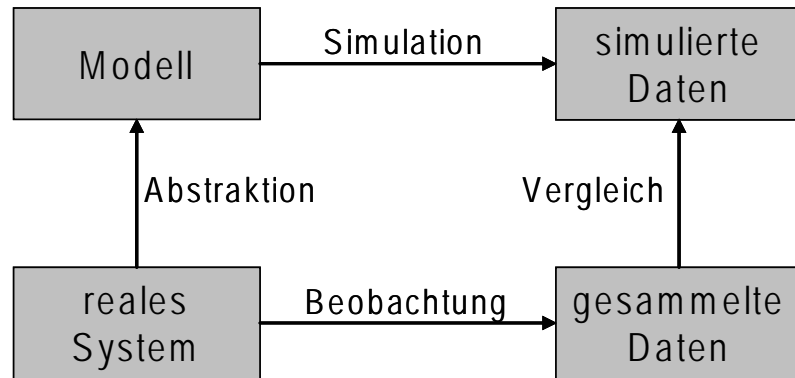 Modell
Simulation
simulierte
Daten
Abstraktion
Vergleich
reales
System
Beobachtung
gesammelte
Daten